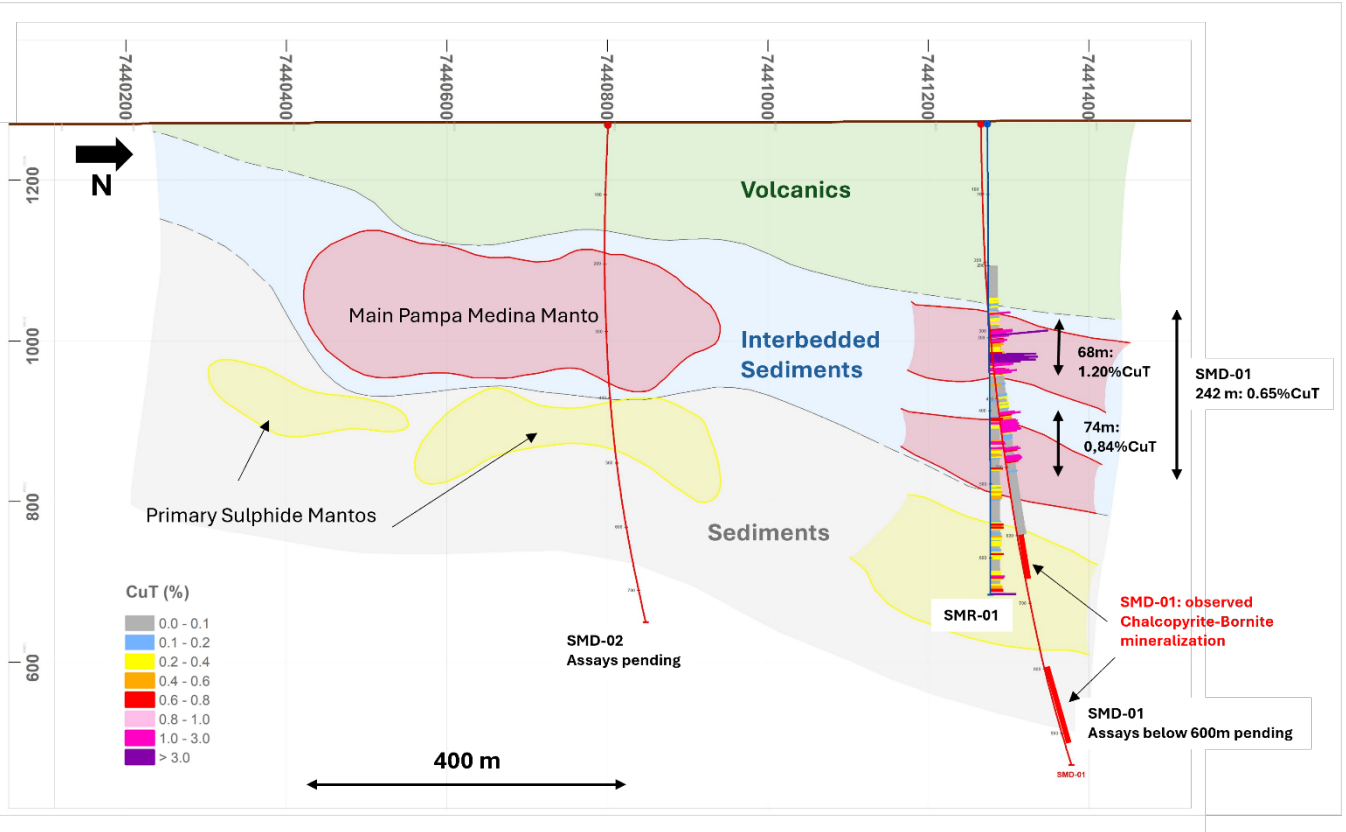 7440200
7440400
7440600
7440800
7441000
7441200
7441400
N
1200
1000
800
600
Volcanics
Main Pampa Medina Manto
Interbedded
Sediments
68m:
1.20%CuT
SMD-01
242 m: 0.65%CuT
74m:
0,84%CuT
Primary Sulphide Mantos
Sediments
CuT (%)
0.0 - 0.1
0.1 - 0.2
0.2 - 0.4
0.4 - 0.6
0.6 - 0.8
0.8 - 1.0
1.0 - 3.0
> 3.0
SMR-01
SMD-01: observed
Chalcopyrite-Bornite
mineralization
SMD-02
Assays pending
SMD-01
Assays below 600m pending
400 m
SMD-01